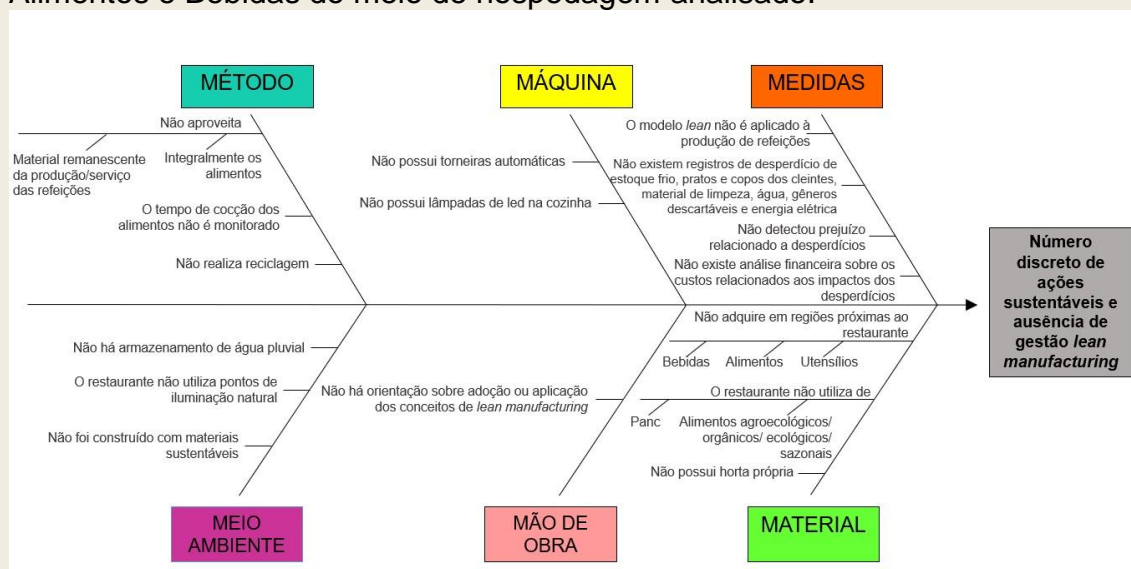 Alimentos e Bebidas do meio de hospedagem analisado.
MÉTODO
MÁQUINA
MEDIDAS
Não aproveita
Material remanescente
da produção/serviço
das refeições
Integralmente os
alimentos
O tempo de cocção dos
alimentos não é monitorado
Não realiza reciclagem
Não possui torneiras automáticas
Não possui lâmpadas de led na cozinha
O modelo lean não é aplicado à
produção de refeições
Não existem registros de desperdício de
estoque frio, pratos e copos dos cleintes,
material de limpeza, água, gêneros
descartáveis e energia elétrica
Não detectou prejuízo
relacionado a desperdícios
Não existe análise financeira sobre os
custos relacionados aos impactos dos
desperdícios
Número
discreto de
ações
sustentáveis e
ausência de
gestão lean
manufacturing
Não há armazenamento de água pluvial
O restaurante não utiliza pontos de
iluminação natural
Não foi construído com materiais
sustentáveis
Não há orientação sobre adoção ou aplicação
dos conceitos de lean manufacturing
Não adquire em regiões próximas ao
restaurante
Bebidas
Alimentos
Utensílios
O restaurante não utiliza de
Panc
Alimentos agroecológicos/
orgânicos/ ecológicos/
sazonais
Não possui horta própria
MEIO
AMBIENTE
MÃO DE
OBRA
MATERIAL